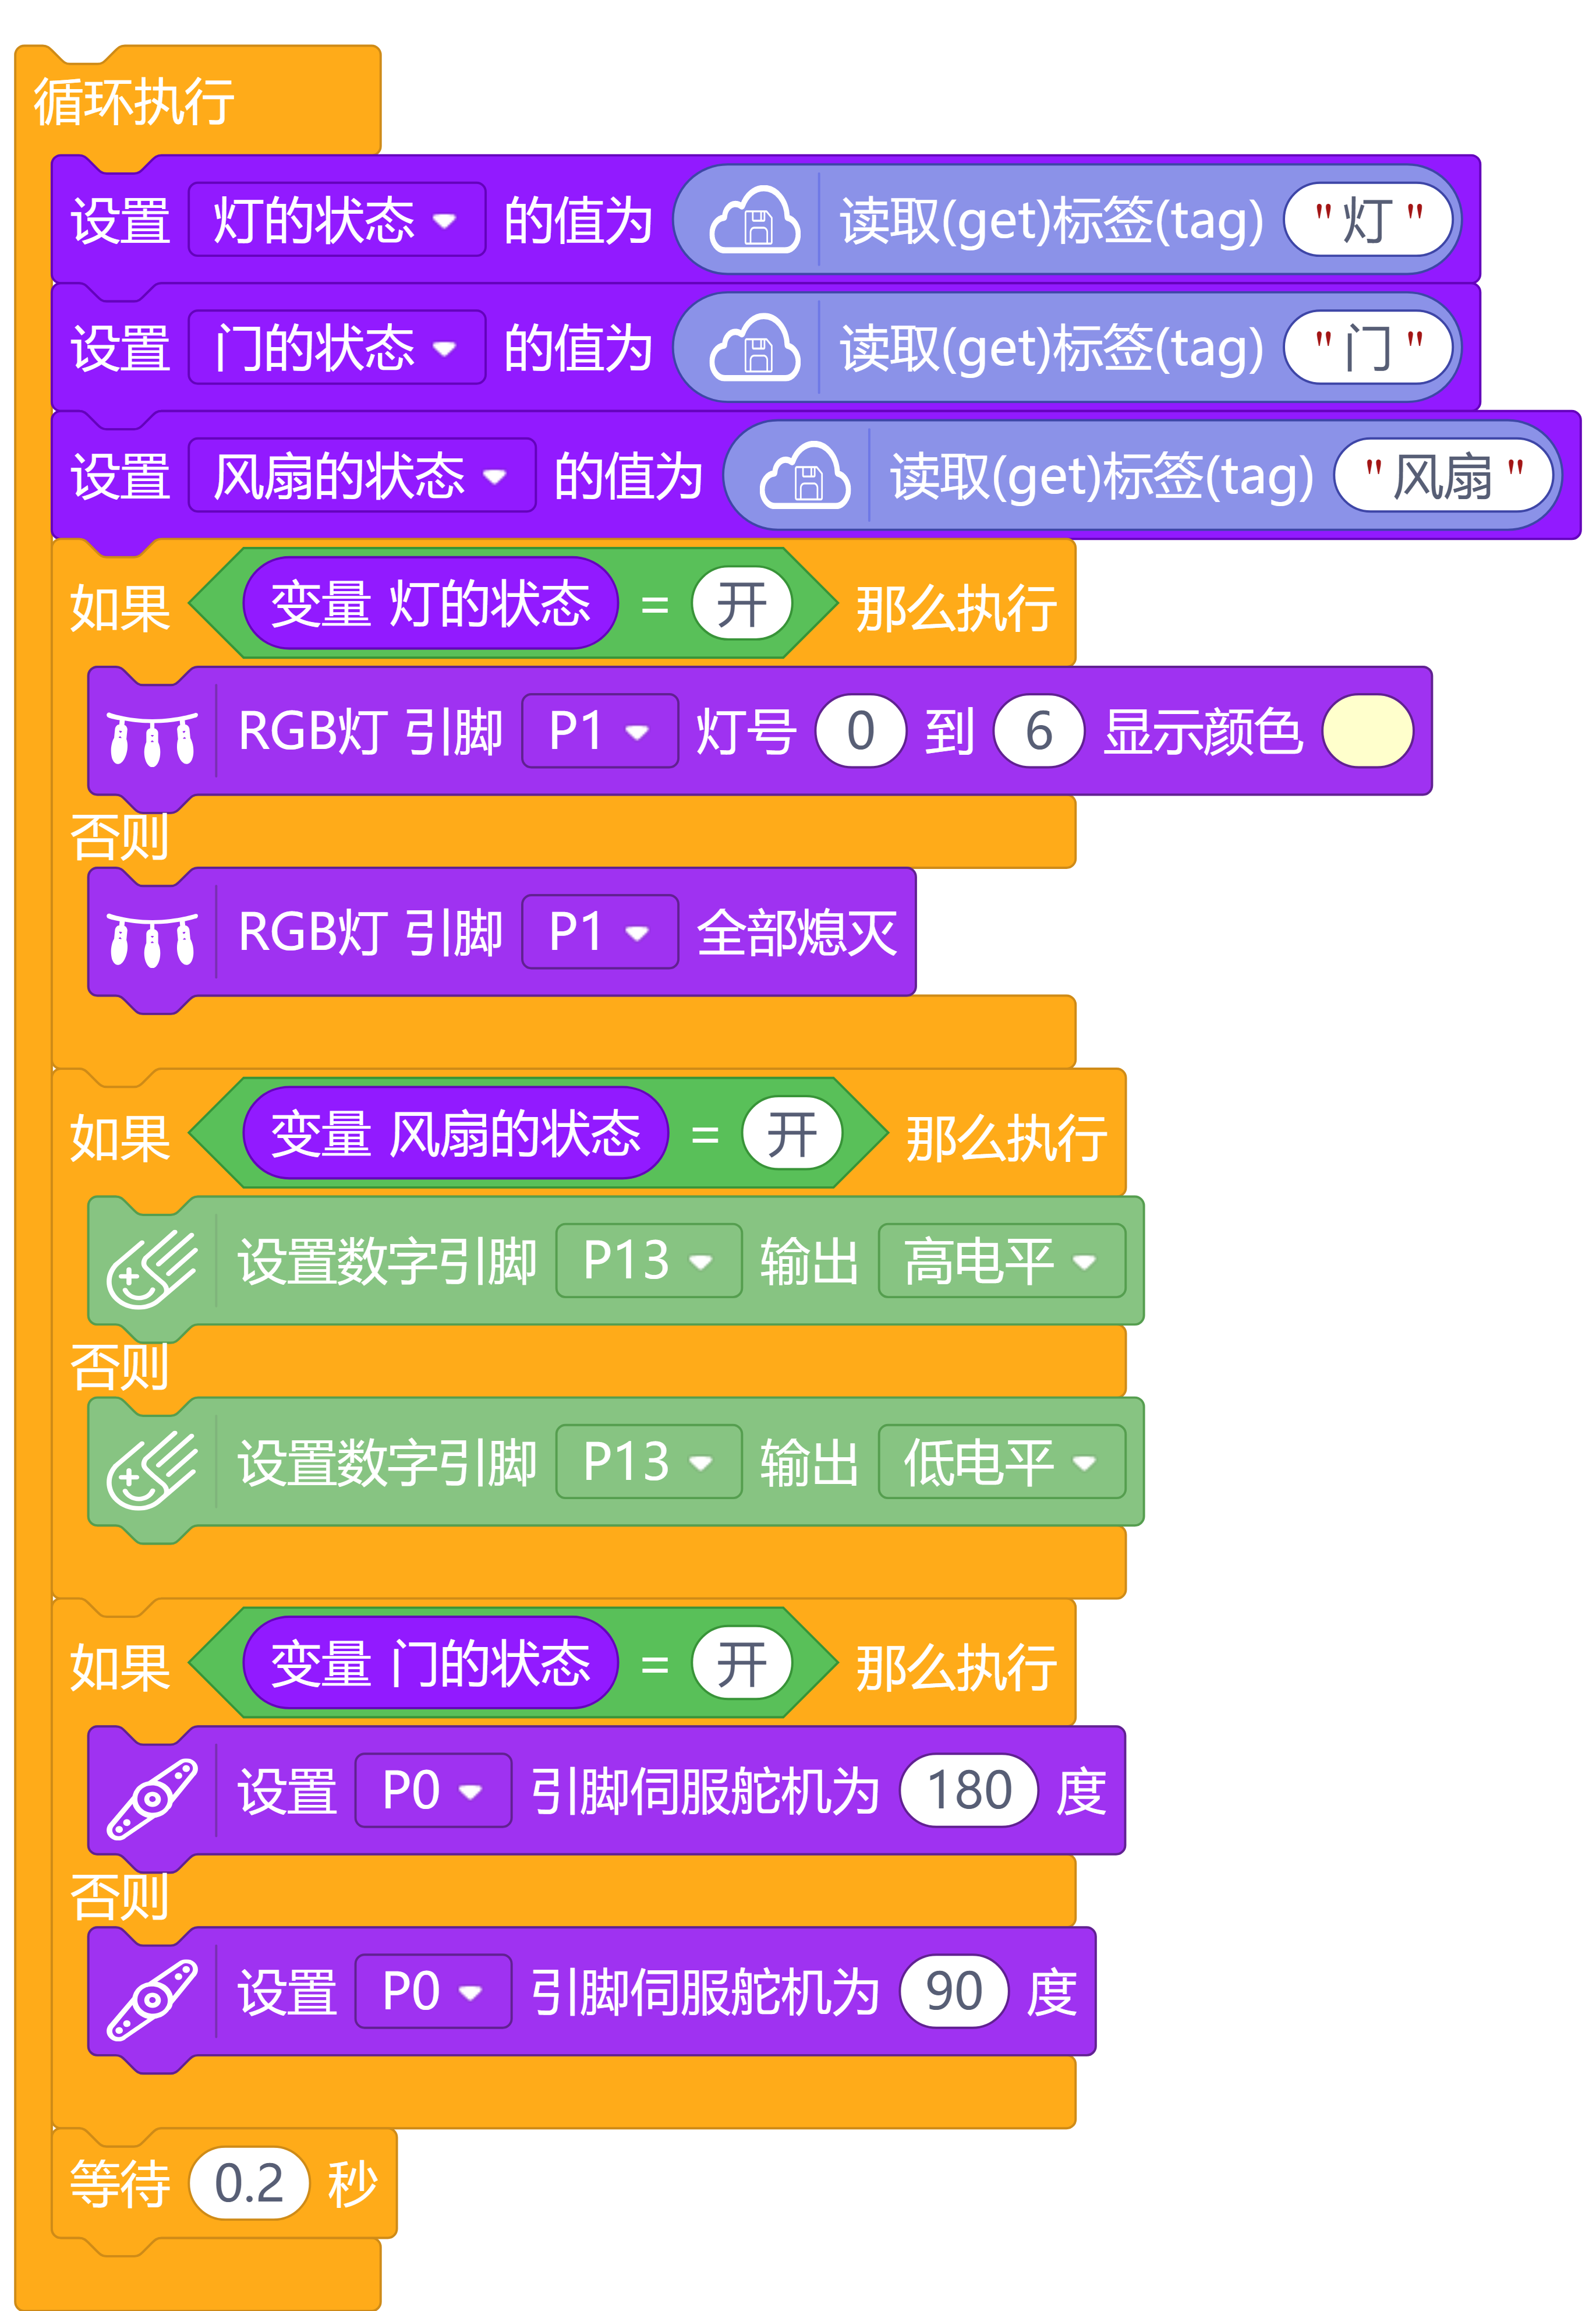 循环执行
设置 灯的状态 的值为 读取(get)标签(tag) "灯"
设置 门的状态 的值为 读取(get)标签(tag) "门"
设置 风扇的状态 的值为 读取(get)标签(tag) "风扇"
如果 变量 灯的状态 = 开 那么执行
RGB灯 引脚 P1 灯号 0 到 6 显示颜色
否则
RGB灯 引脚 P1 全部熄灭
如果 变量 风扇的状态 = 开 那么执行
设置数字引脚 P13 输出 高电平
否则
设置数字引脚 P13 输出 低电平
如果 变量 门的状态 = 开 那么执行
设置 P0 引脚伺服舵机为 180 度
否则
设置 P0 引脚伺服舵机为 90 度
等待 0.2 秒